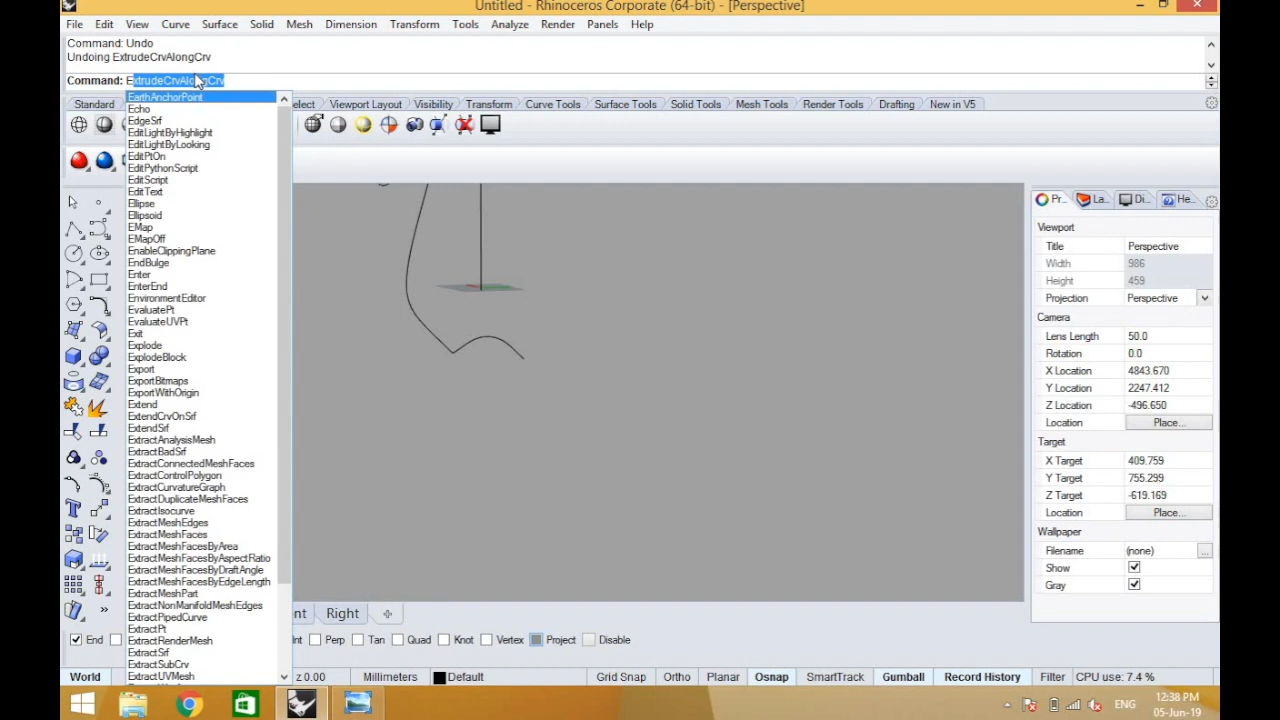 Untitled - Rhinoceros Corporate (64-bit) - [Perspective]
File Edit View Curve Surface Solid Mesh Dimension Transform Tools Analyze Render Panels Help
Command: Undo
Undoing ExtrudeCrvAlongCrv
Command: ExtrudeCrvAlongCrv
Standard
Viewport Layout Visibility Transform Curve Tools Surface Tools Solid Tools Mesh Tools Render Tools Drafting New in V5
EarthAnchorPoint
Echo
EdgeSrf
EditLightByHighlight
EditLightByLooking
EditPtOn
EditPythonScript
EditScript
EditText
Ellipse
Ellipsoid
EMap
EMapOff
EnableClippingPlane
EndBulge
Enter
EnterEnd
EnvironmentEditor
EvaluatePt
EvaluateUVPt
Exit
Explode
ExplodeBlock
Export
ExportBitmaps
ExportWithOrigin
Extend
ExtendCrvOnSrf
ExtendSrf
ExtractAnalysisMesh
ExtractBadSrf
ExtractConnectedMeshFaces
ExtractControlPolygon
ExtractCurvatureGraph
ExtractDuplicateMeshFaces
ExtractIsocurve
ExtractMeshEdges
ExtractMeshFaces
ExtractMeshFacesByArea
ExtractMeshFacesByAspectRatio
ExtractMeshFacesByDraftAngle
ExtractMeshFacesByEdgeLength
ExtractMeshPart
ExtractNonManifoldMeshEdges
ExtractPipedCurve
ExtractPt
ExtractRenderMesh
ExtractSrf
ExtractSubCrv
ExtractUVMesh
Pr... La... Di... He...
Viewport
Title Perspective
Width 986
Height 459
Projection Perspective
Camera
Lens Length 50.0
Rotation 0.0
X Location 4843.670
Y Location 2247.412
Z Location -496.650
Location Place...
Target
X Target 409.759
Y Target 755.299
Z Target -619.169
Location Place...
Wallpaper
Filename (none) ...
Show
Gray
Right
End Perp Tan Quad Knot Vertex Project Disable
World z 0.00 Millimeters Default Grid Snap Ortho Planar Osnap SmartTrack Gumball Record History Filter CPU use: 7.4 %
ENG 12:38 PM
05-Jun-19